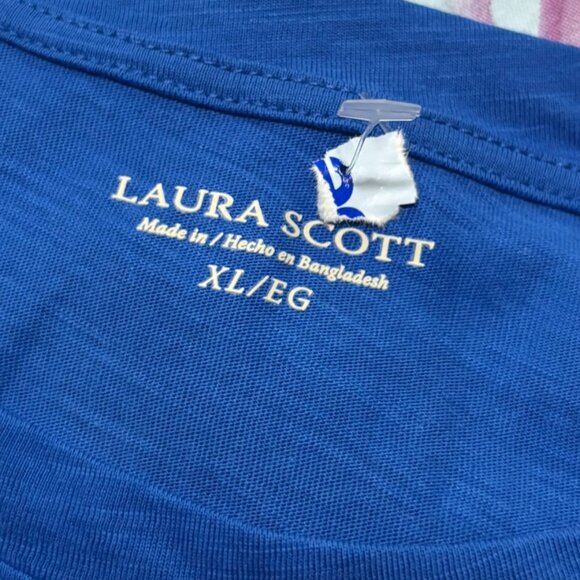 LAURA SCOTT
Made in / Hecho en Bangladesh
XL/EG